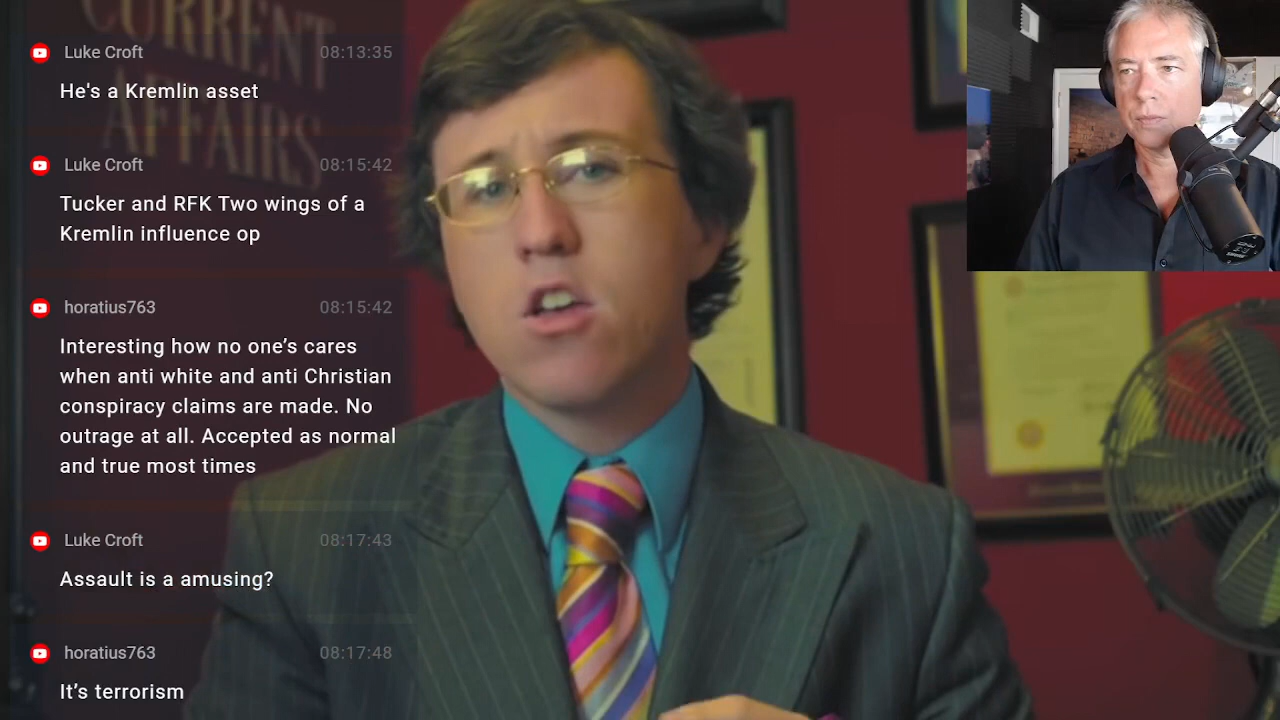 CURRENT
AFFAIRS
Luke Croft 08:13:35
He's a Kremlin asset
Luke Croft 08:15:42
Tucker and RFK Two wings of a
Kremlin influence op
horatius763 08:15:42
Interesting how no one’s cares
when anti white and anti Christian
conspiracy claims are made. No
outrage at all. Accepted as normal
and true most times
Luke Croft 08:17:43
Assault is a amusing?
horatius763 08:17:48
It’s terrorism